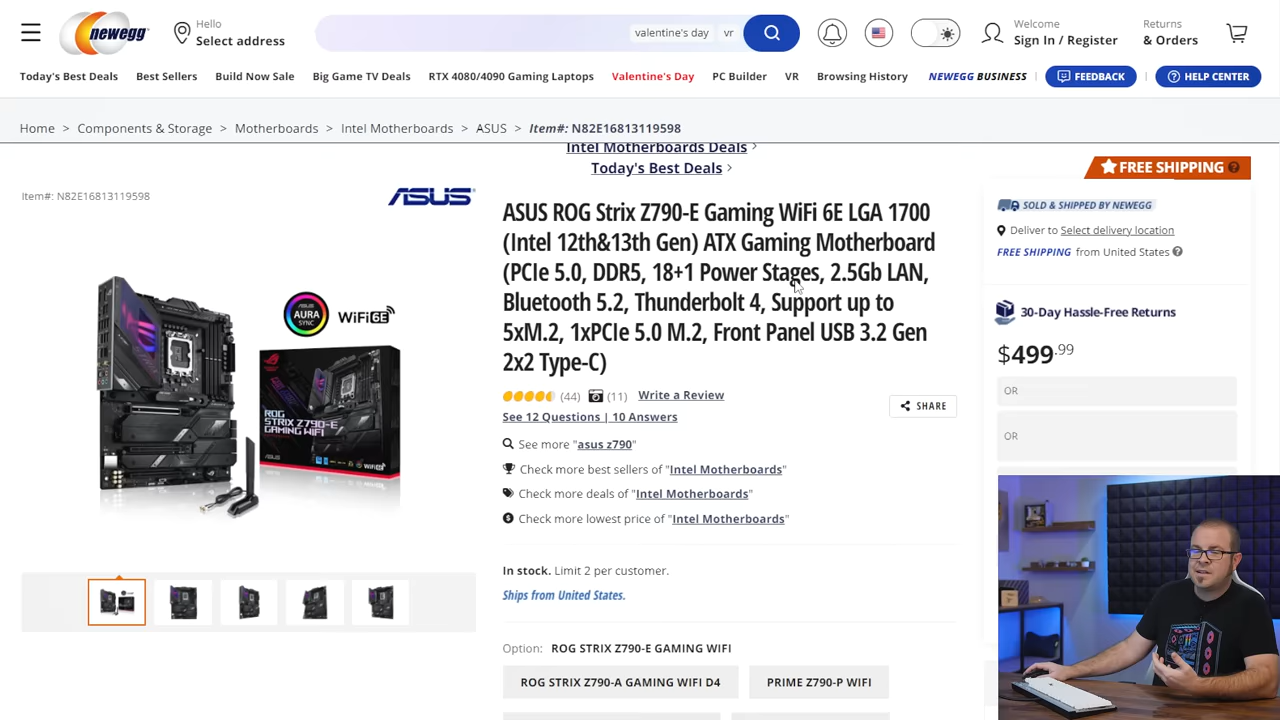 newegg
Hello
Select address
valentine's day
vr
Welcome
Sign In / Register
Returns
& Orders
Today's Best Deals
Best Sellers
Build Now Sale
Big Game TV Deals
RTX 4080/4090 Gaming Laptops
Valentine's Day
PC Builder
VR
Browsing History
NEWEGG BUSINESS
FEEDBACK
HELP CENTER
Home > Components & Storage > Motherboards > Intel Motherboards > ASUS > Item#: N82E16813119598
Intel Motherboards Deals >
Today's Best Deals >
FREE SHIPPING ?
Item#: N82E16813119598
ASUS
ASUS ROG Strix Z790-E Gaming WiFi 6E LGA 1700
(Intel 12th&13th Gen) ATX Gaming Motherboard
(PCIe 5.0, DDR5, 18+1 Power Stages, 2.5Gb LAN,
Bluetooth 5.2, Thunderbolt 4, Support up to
5xM.2, 1xPCIe 5.0 M.2, Front Panel USB 3.2 Gen
2x2 Type-C)
AURA
SYNC
WiFi 6E
ROG
STRIX Z790-E
GAMING WIFI
(44)
(11)
Write a Review
See 12 Questions | 10 Answers
SHARE
See more "asus z790"
Check more best sellers of "Intel Motherboards"
Check more deals of "Intel Motherboards"
Check more lowest price of "Intel Motherboards"
In stock. Limit 2 per customer.
Ships from United States.
Option: ROG STRIX Z790-E GAMING WIFI
ROG STRIX Z790-A GAMING WIFI D4
PRIME Z790-P WIFI
SOLD & SHIPPED BY NEWEGG
Deliver to Select delivery location
FREE SHIPPING from United States ?
30-Day Hassle-Free Returns
$499.99
OR
OR